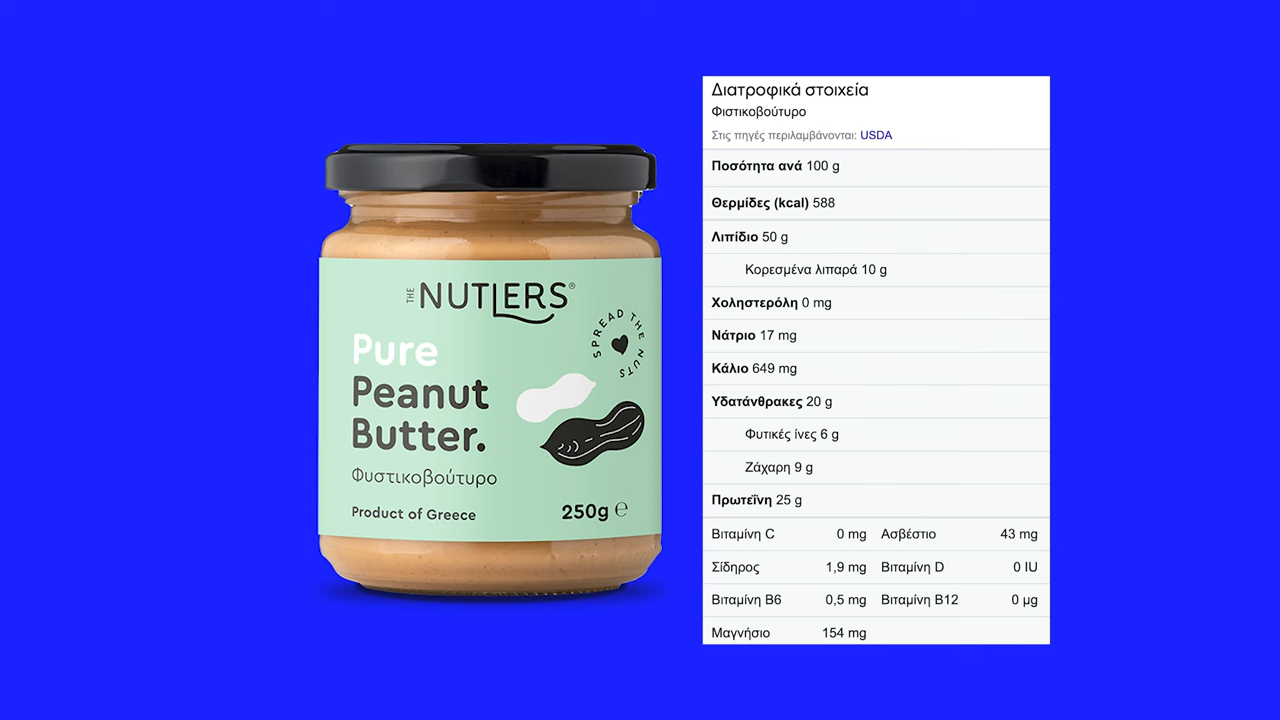 THE NUTLERS®
SPREAD THE NUTS
Pure
Peanut
Butter.
Φυστικοβούτυρο
Product of Greece
250g ℮
Διατροφικά στοιχεία
Φιστικοβούτυρο
Στις πηγές περιλαμβάνονται: USDA
Ποσότητα ανά 100 g
Θερμίδες (kcal) 588
Λιπίδιο 50 g
Κορεσμένα λιπαρά 10 g
Χοληστερόλη 0 mg
Νάτριο 17 mg
Κάλιο 649 mg
Υδατάνθρακες 20 g
Φυτικές ίνες 6 g
Ζάχαρη 9 g
Πρωτεΐνη 25 g
Βιταμίνη C 0 mg Ασβέστιο 43 mg
Σίδηρος 1,9 mg Βιταμίνη D 0 IU
Βιταμίνη B6 0,5 mg Βιταμίνη B12 0 μg
Μαγνήσιο 154 mg